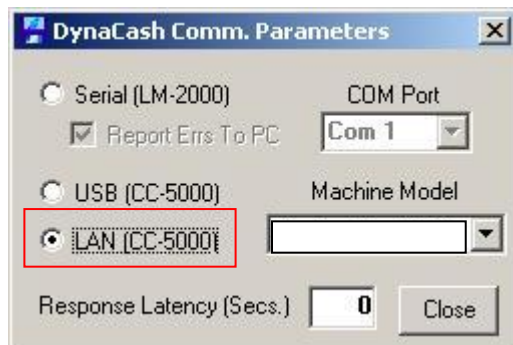 DynaCash Comm. Parameters
Serial (LM-2000)
COM Port
Report Errs To PC
Com 1
USB (CC-5000)
Machine Model
LAN (CC-5000)
Response Latency (Secs.)
0
Close